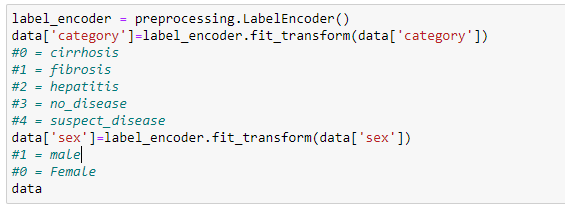 label_encoder = preprocessing.LabelEncoder()
data['category']=label_encoder.fit_transform(data['category'])
#0 = cirrhosis
#1 = fibrosis
#2 = hepatitis
#3 = no_disease
#4 = suspect_disease
data['sex']=label_encoder.fit_transform(data['sex'])
#1 = male
#0 = Female
data